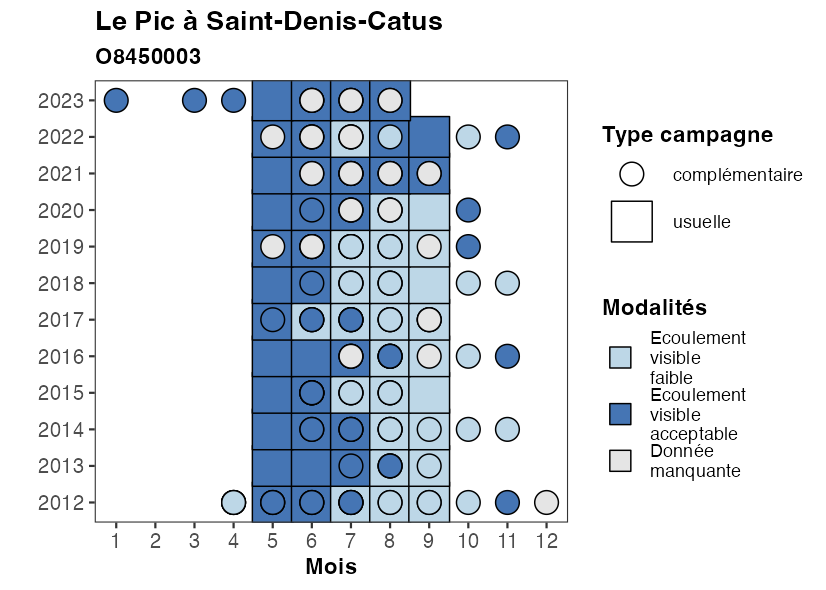 Le Pic à Saint-Denis-Catus
O8450003
2023
2022
2021
2020
2019
2018
2017
2016
2015
2014
2013
2012
1 2 3 4 5 6 7 8 9 10 11 12
Mois
Type campagne
complémentaire
usuelle
Modalités
Ecoulement
visible
faible
Ecoulement
visible
acceptable
Donnée
manquante